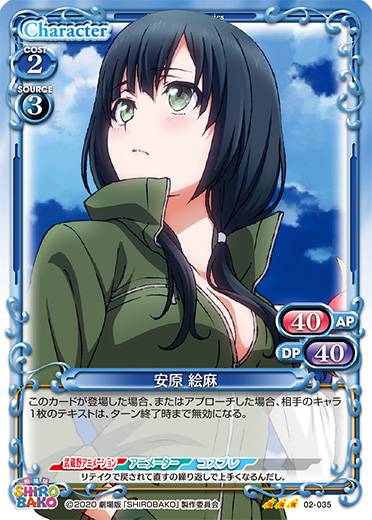 Character
COST
2
SOURCE
3
40 AP
DP 40
安原 絵麻
このカードが登場した場合、またはアプローチした場合、相手のキャラ
1枚のテキストは、ターン終了時まで無効になる。
武蔵野アニメーション アニメーター コスプレ
リテイクで戻されて直すの繰り返しで上手くなるんだし。
劇場版
SHIRO
BAKO
©2020 劇場版「SHIROBAKO」製作委員会
02-035